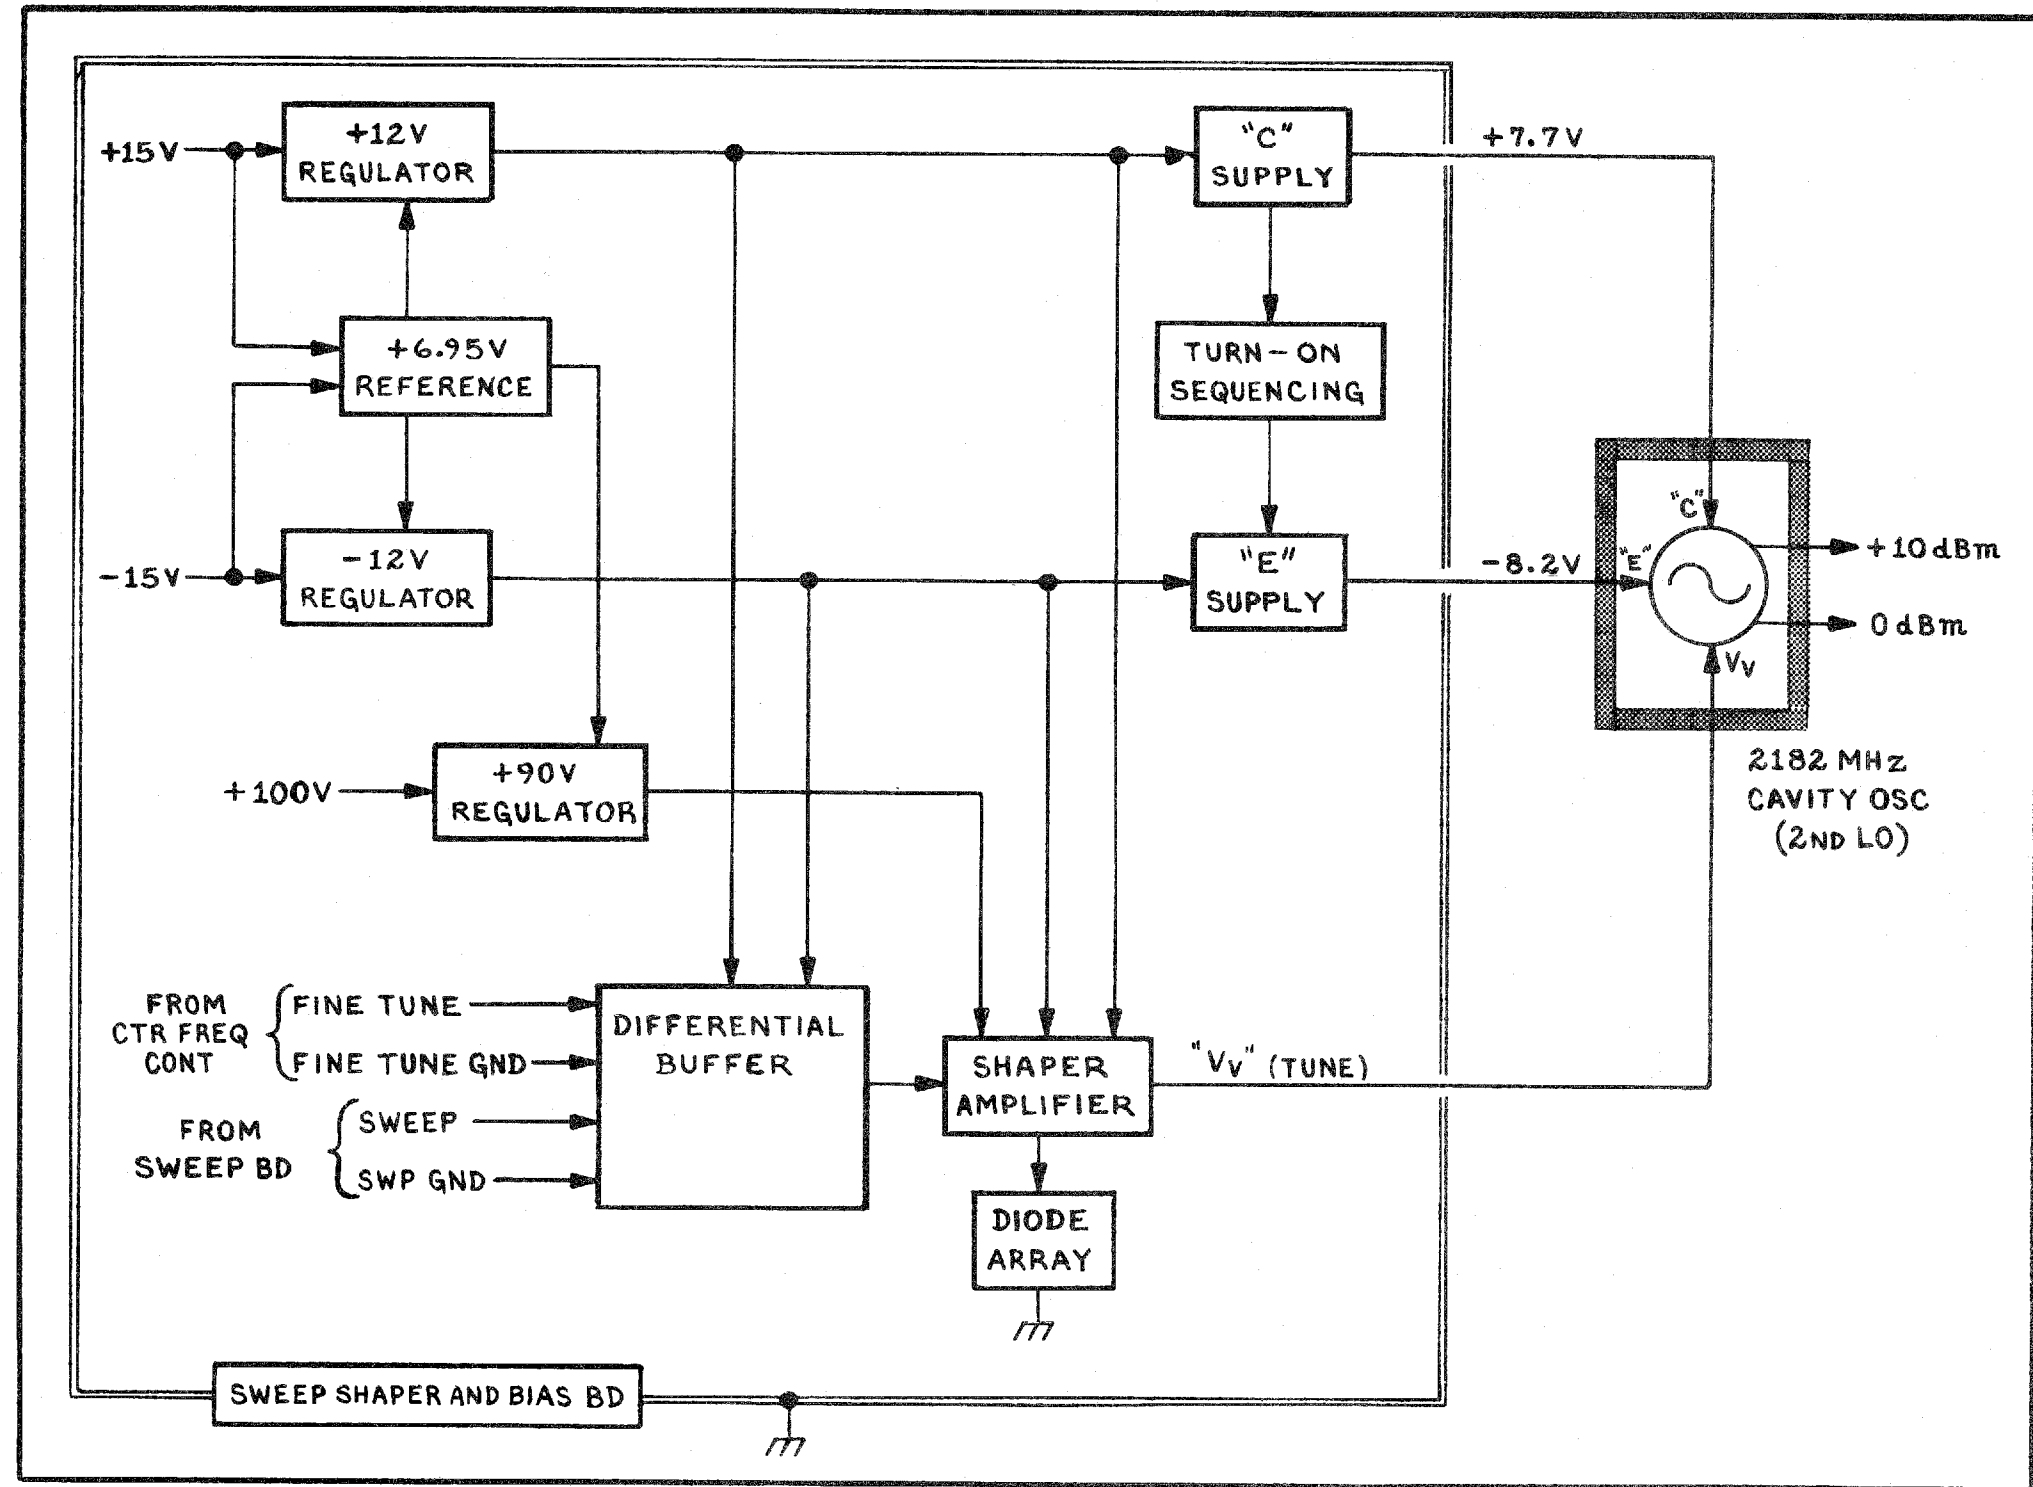 +15V
+12V
REGULATOR
"C"
SUPPLY
+7.7V
+6.95V
REFERENCE
TURN-ON
SEQUENCING
-15V
-12V
REGULATOR
"E"
SUPPLY
-8.2V
"C"
"E"
Vv
+10dBm
0dBm
2182 MHz
CAVITY OSC
(2ND LO)
+100V
+90V
REGULATOR
FROM
CTR FREQ
CONT
FINE TUNE
FINE TUNE GND
FROM
SWEEP BD
SWEEP
SWP GND
DIFFERENTIAL
BUFFER
SHAPER
AMPLIFIER
"Vv" (TUNE)
DIODE
ARRAY
SWEEP SHAPER AND BIAS BD